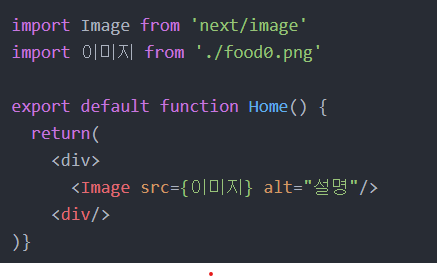 import Image from 'next/image'
import 이미지 from './food0.png'
export default function Home() {
return(
<div>
<Image src={이미지} alt="설명"/>
<div/>
)}